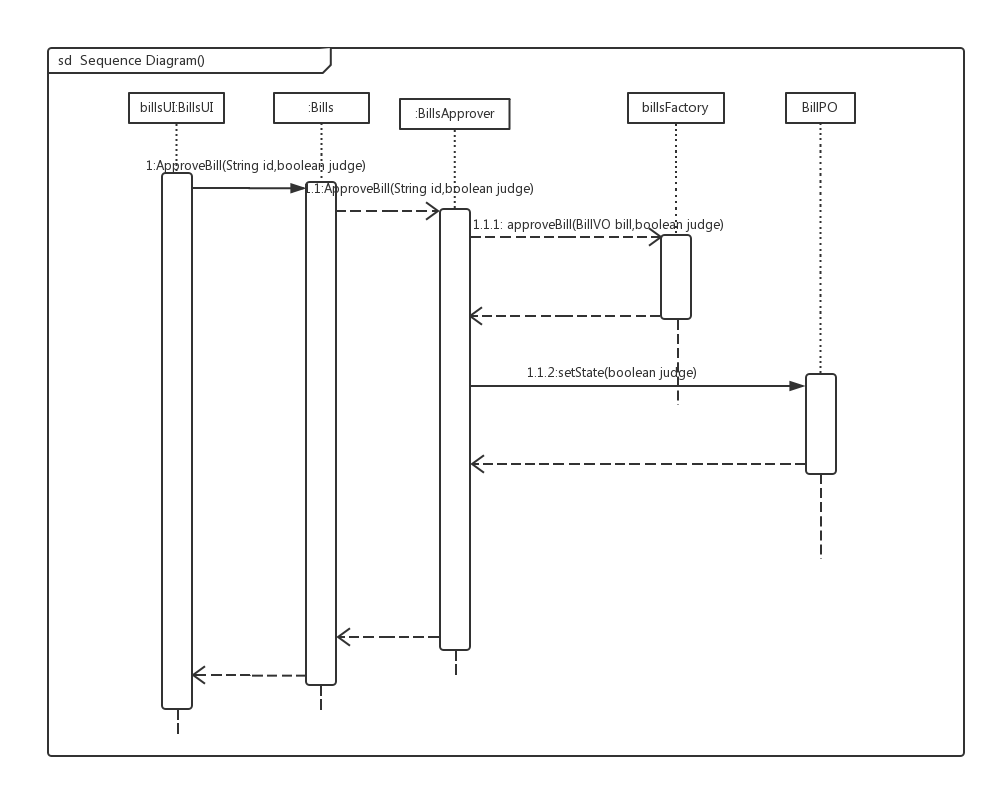 sd Sequence Diagram()
billsUI:BillsUI
:Bills
:BillsApprover
billsFactory
BillPO
1:ApproveBill(String id,boolean judge)
1.1:ApproveBill(String id,boolean judge)
1.1.1: approveBill(BillVO bill,boolean judge)
1.1.2:setState(boolean judge)